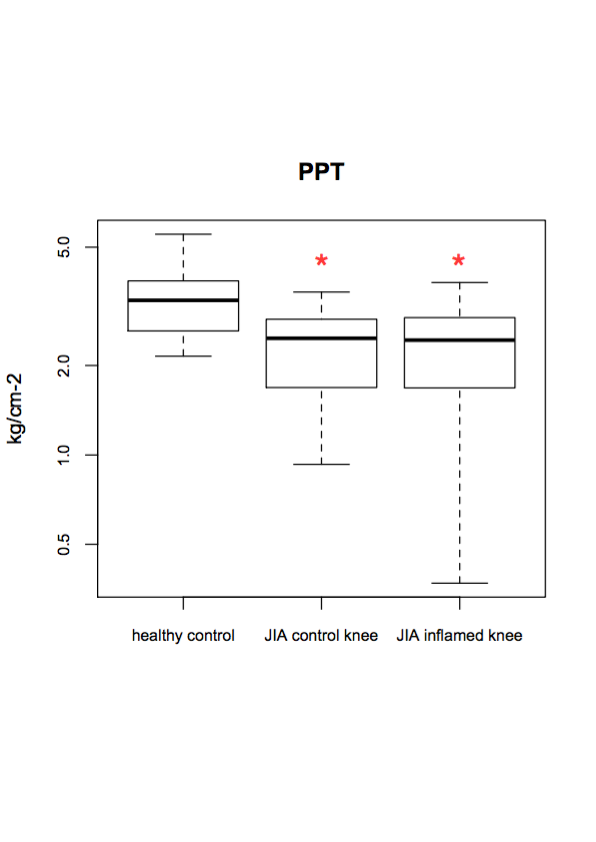 PPT
kg/cm-2
5.0
2.0
1.0
0.5
*
*
healthy control
JIA control knee
JIA inflamed knee